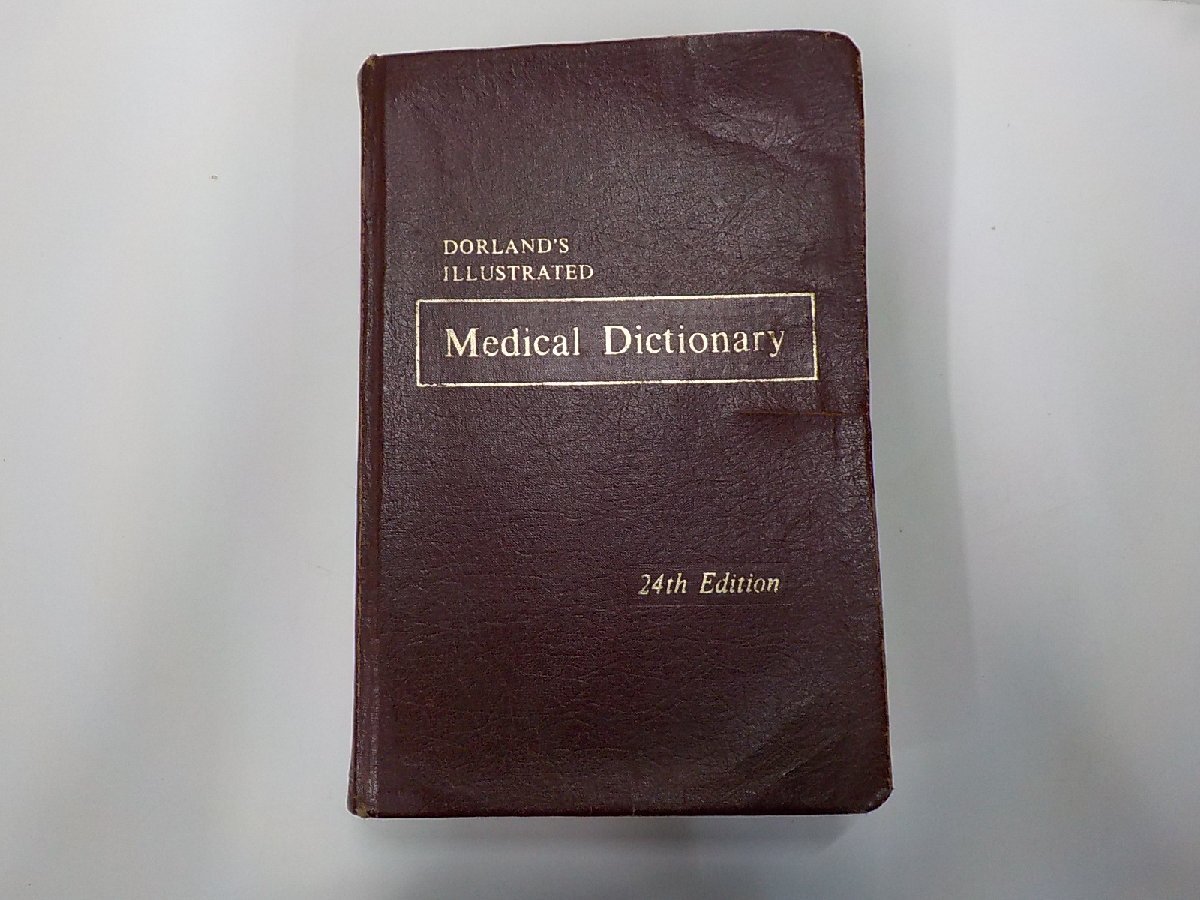 DORLAND'S
ILLUSTRATED
Medical Dictionary
24th Edition